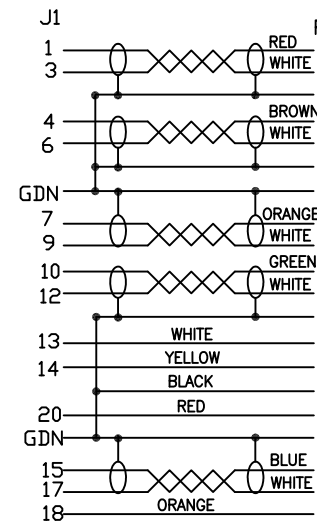 J1
1 RED
3 WHITE
4 BROWN
6 WHITE
GDN
7 ORANGE
9 WHITE
10 GREEN
12 WHITE
13 WHITE
14 YELLOW
BLACK
20 RED
GDN
15 BLUE
17 WHITE
18 ORANGE